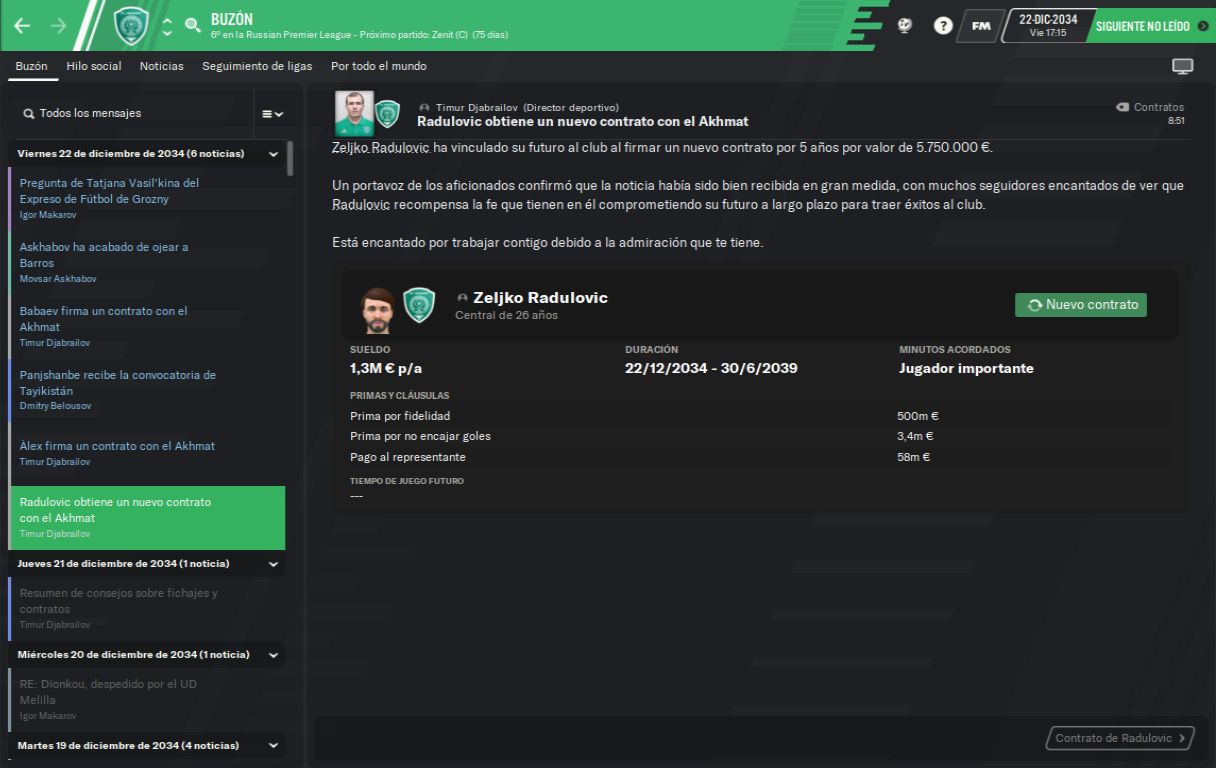 BUZÓN
6º en la Russian Premier League - Próximo partido: Zenit (C) (75 dias)
?
FM
22-DIC-2034
Vie 17:15
SIGUIENTE NO LEÍDO
Buzón Hilo social Noticias Seguimiento de ligas Por todo el mundo
Todos los mensajes
Viernes 22 de diciembre de 2034 (6 noticias)
Pregunta de Tatjana Vasil'kina del
Expreso de Fútbol de Grozny
Igor Makarov
Askhabov ha acabado de ojear a
Barros
Movsar Askhabov
Babaev firma un contrato con el
Akhmat
Timur Djabrailov
Panjshanbe recibe la convocatoria de
Tayikistán
Dmitry Belousov
Àlex firma un contrato con el Akhmat
Timur Djabrailov
Radulovic obtiene un nuevo contrato
con el Akhmat
Timur Djabrailov
Jueves 21 de diciembre de 2034 (1 noticia)
Resumen de consejos sobre fichajes y
contratos
Timur Djabrailov
Miércoles 20 de diciembre de 2034 (1 noticia)
RE: Dionkou, despedido por el UD
Melilla
Igor Makarov
Martes 19 de diciembre de 2034 (4 noticias)
Timur Djabrailov (Director deportivo)
Radulovic obtiene un nuevo contrato con el Akhmat
Contratos
8:51
Zeljko Radulovic ha vinculado su futuro al club al firmar un nuevo contrato por 5 años por valor de 5.750.000 €.
Un portavoz de los aficionados confirmó que la noticia había sido bien recibida en gran medida, con muchos seguidores encantados de ver que
Radulovic recompensa la fe que tienen en él comprometiendo su futuro a largo plazo para traer éxitos al club.
Está encantado por trabajar contigo debido a la admiración que te tiene.
Zeljko Radulovic
Central de 26 años
Nuevo contrato
SUELDO DURACIÓN MINUTOS ACORDADOS
1,3M € p/a 22/12/2034 - 30/6/2039 Jugador importante
PRIMAS Y CLÁUSULAS
Prima por fidelidad 500m €
Prima por no encajar goles 3,4m €
Pago al representante 58m €
TIEMPO DE JUEGO FUTURO
---
Contrato de Radulovic